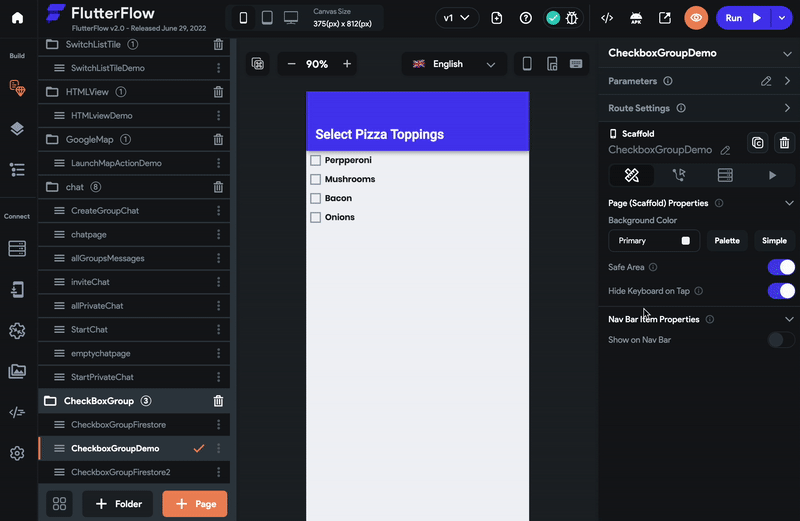 FlutterFlow
FlutterFlow v2.0 - Released June 29, 2022
Canvas Size
375(px) x 812(px)
v1
APK
Run
Build
Connect
SwitchListTile 1
SwitchListTileDemo
HTMLView 1
HTMLviewDemo
GoogleMap 1
LaunchMapActionDemo
chat 8
CreateGroupChat
chatpage
allGroupsMessages
inviteChat
allPrivateChat
StartChat
emptychatpage
StartPrivateChat
CheckBoxGroup 3
CheckboxGroupFirestore
CheckboxGroupDemo
CheckboxGroupFirestore2
+ Folder
+ Page
− 90% +
English
Select Pizza Toppings
Perpperoni
Mushrooms
Bacon
Onions
CheckboxGroupDemo
Parameters
Route Settings
Scaffold
CheckboxGroupDemo
Page (Scaffold) Properties
Background Color
Primary
Palette
Simple
Safe Area
Hide Keyboard on Tap
Nav Bar Item Properties
Show on Nav Bar